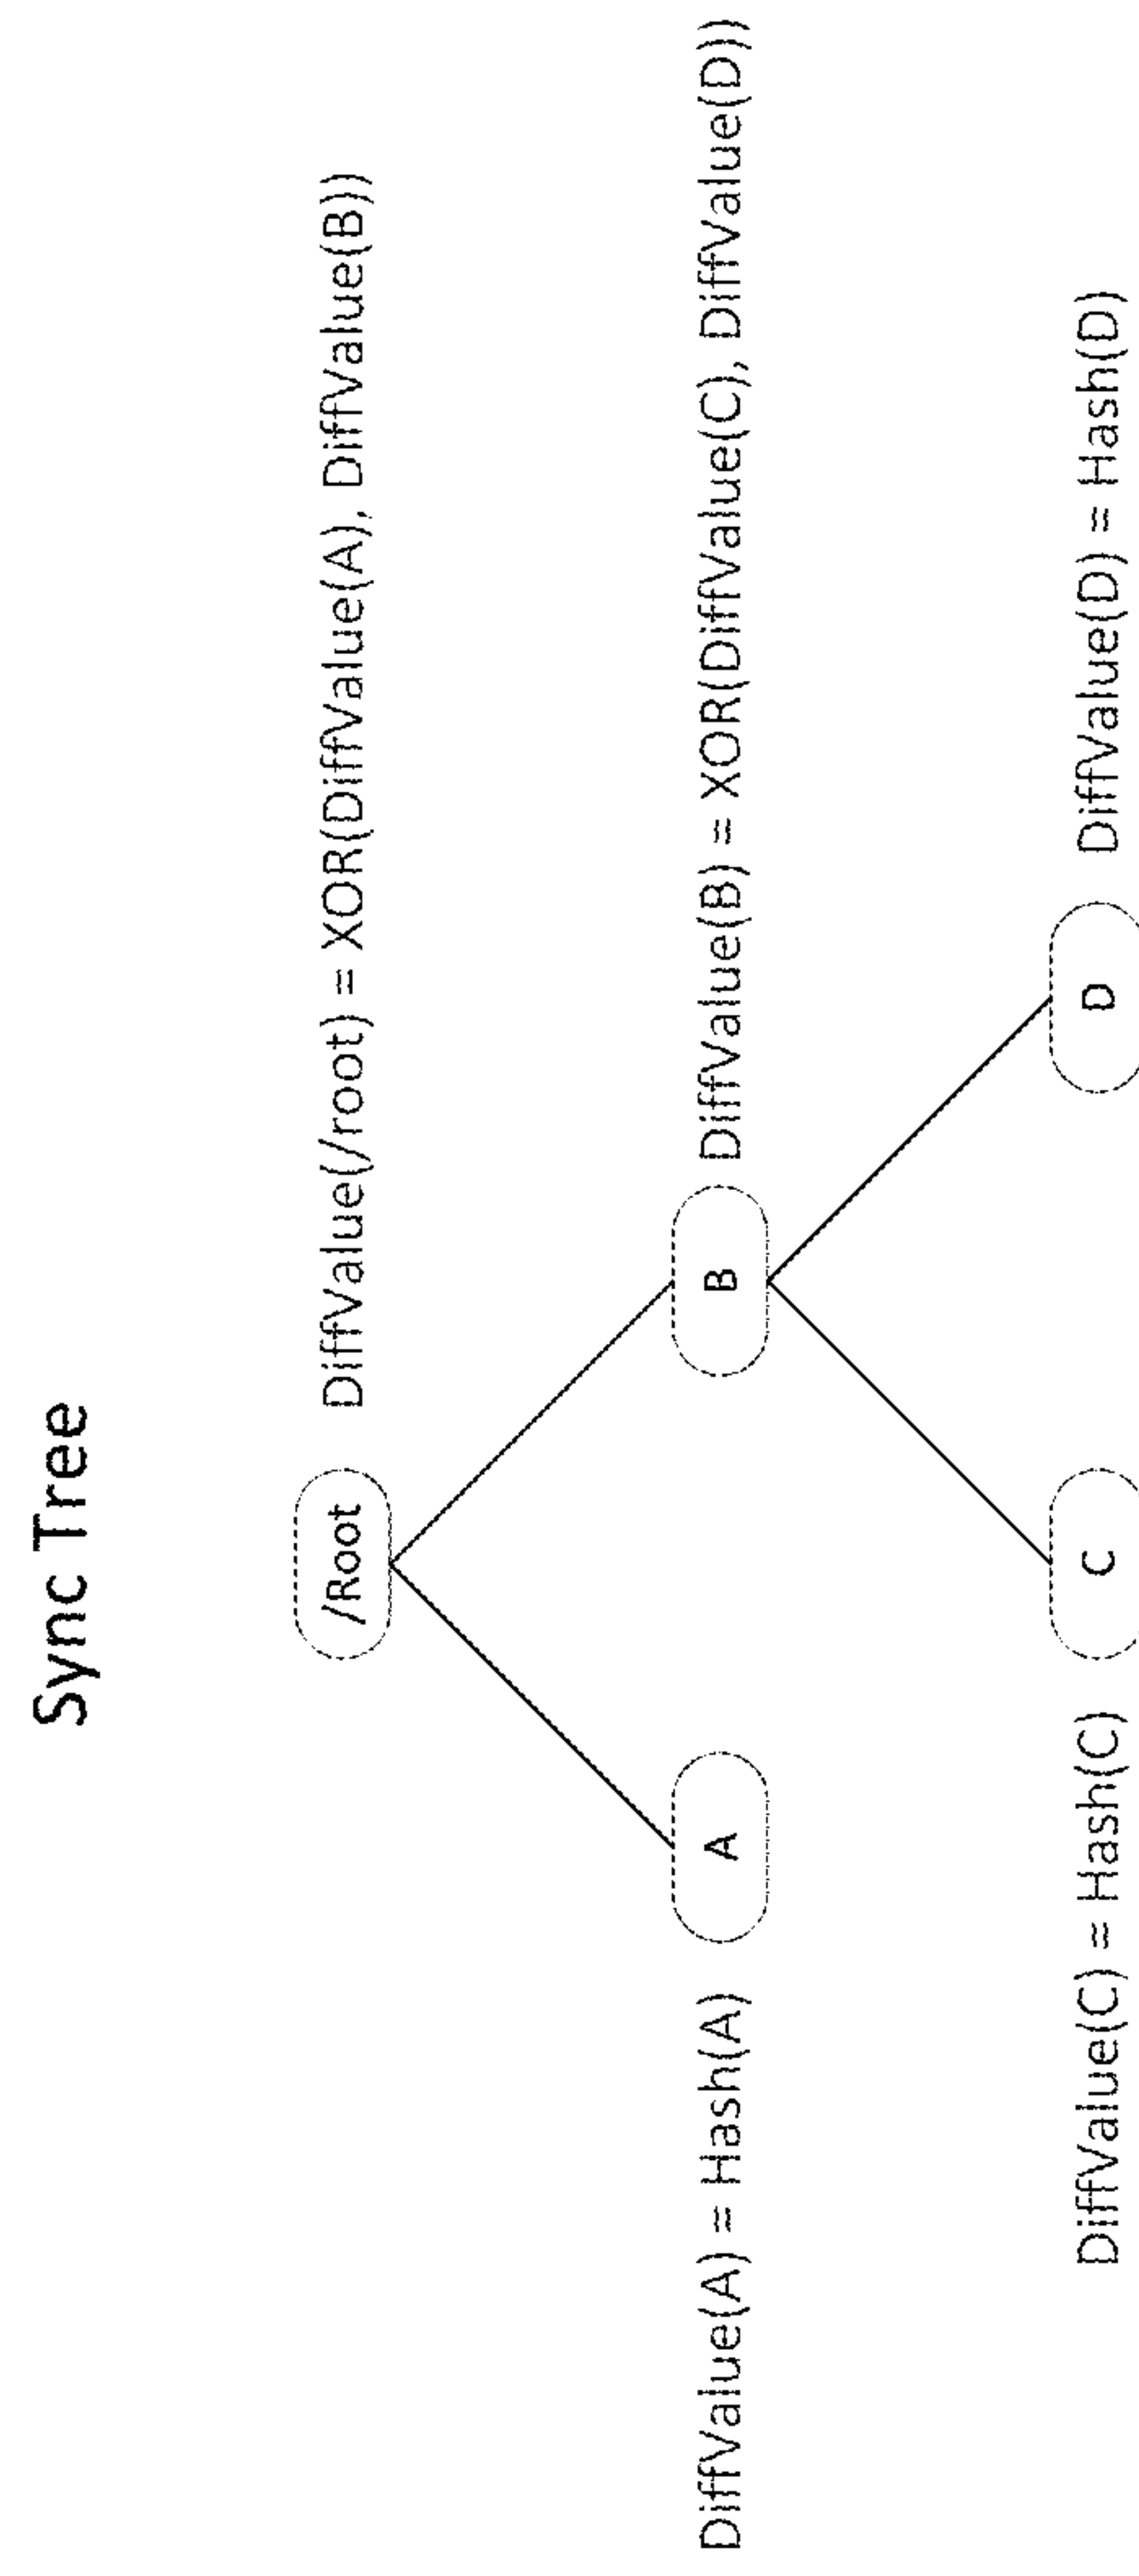 Sync Tree
/Root DiffValue(/root) = XOR(DiffValue(A), DiffValue(B)))
DiffValue(A) = Hash(A) A B DiffValue(B) = XOR(DiffValue(C), DiffValue(D)))
DiffValue(C) = Hash(C) C D DiffValue(D) = Hash(D)